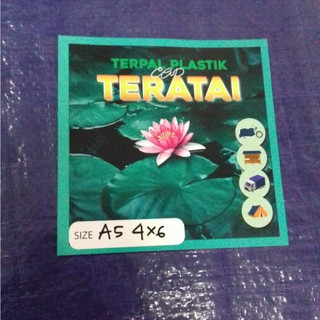 TERPAL PLASTIK
Cap
TERATAI
SIZE A5 4x6